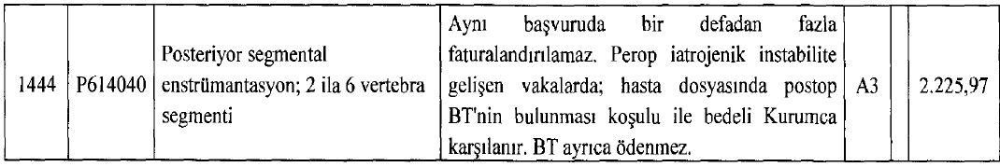 1444
P614040
Posteriyor segmental
enstrümantasyon; 2 ila 6 vertebra
segmenti
Aynı başvuruda bir defadan fazla
faturalandırılamaz. Perop iatrojenik instabilite
gelişen vakalarda; hasta dosyasında postop
BT'nin bulunması koşulu ile bedeli Kurumca
karşılanır. BT ayrıca ödenmez.
A3
2.225,97